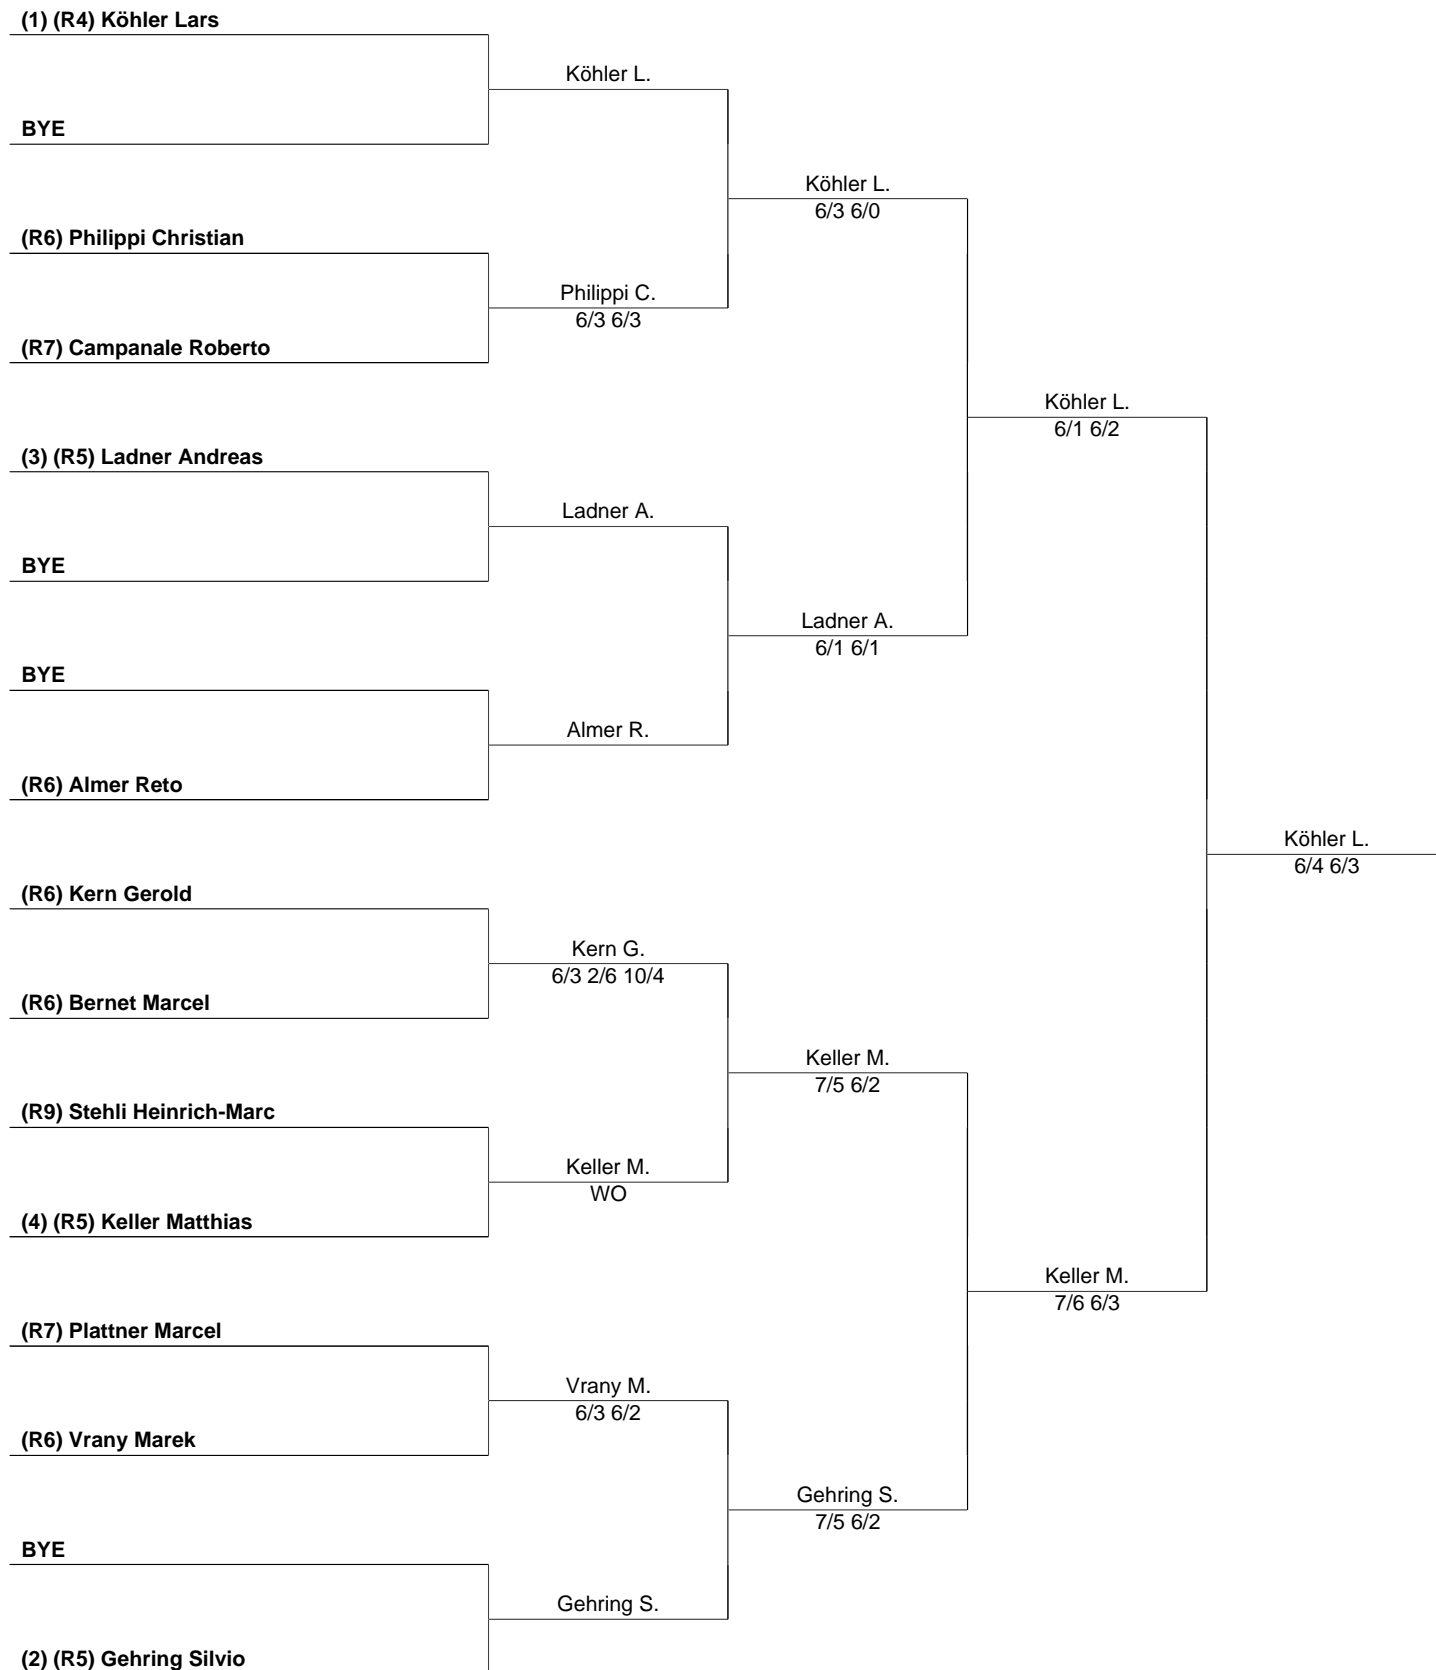 (1) (R4) Köhler Lars
Köhler L.
BYE
Köhler L.
6/3 6/0
(R6) Philippi Christian
Philippi C.
6/3 6/3
(R7) Campanale Roberto
Köhler L.
6/1 6/2
(3) (R5) Ladner Andreas
Ladner A.
BYE
Ladner A.
6/1 6/1
BYE
Almer R.
(R6) Almer Reto
Köhler L.
6/4 6/3
(R6) Kern Gerold
Kern G.
6/3 2/6 10/4
(R6) Bernet Marcel
Keller M.
7/5 6/2
(R9) Stehli Heinrich-Marc
Keller M.
WO
(4) (R5) Keller Matthias
Keller M.
7/6 6/3
(R7) Plattner Marcel
Vrany M.
6/3 6/2
(R6) Vrany Marek
Gehring S.
7/5 6/2
BYE
Gehring S.
(2) (R5) Gehring Silvio